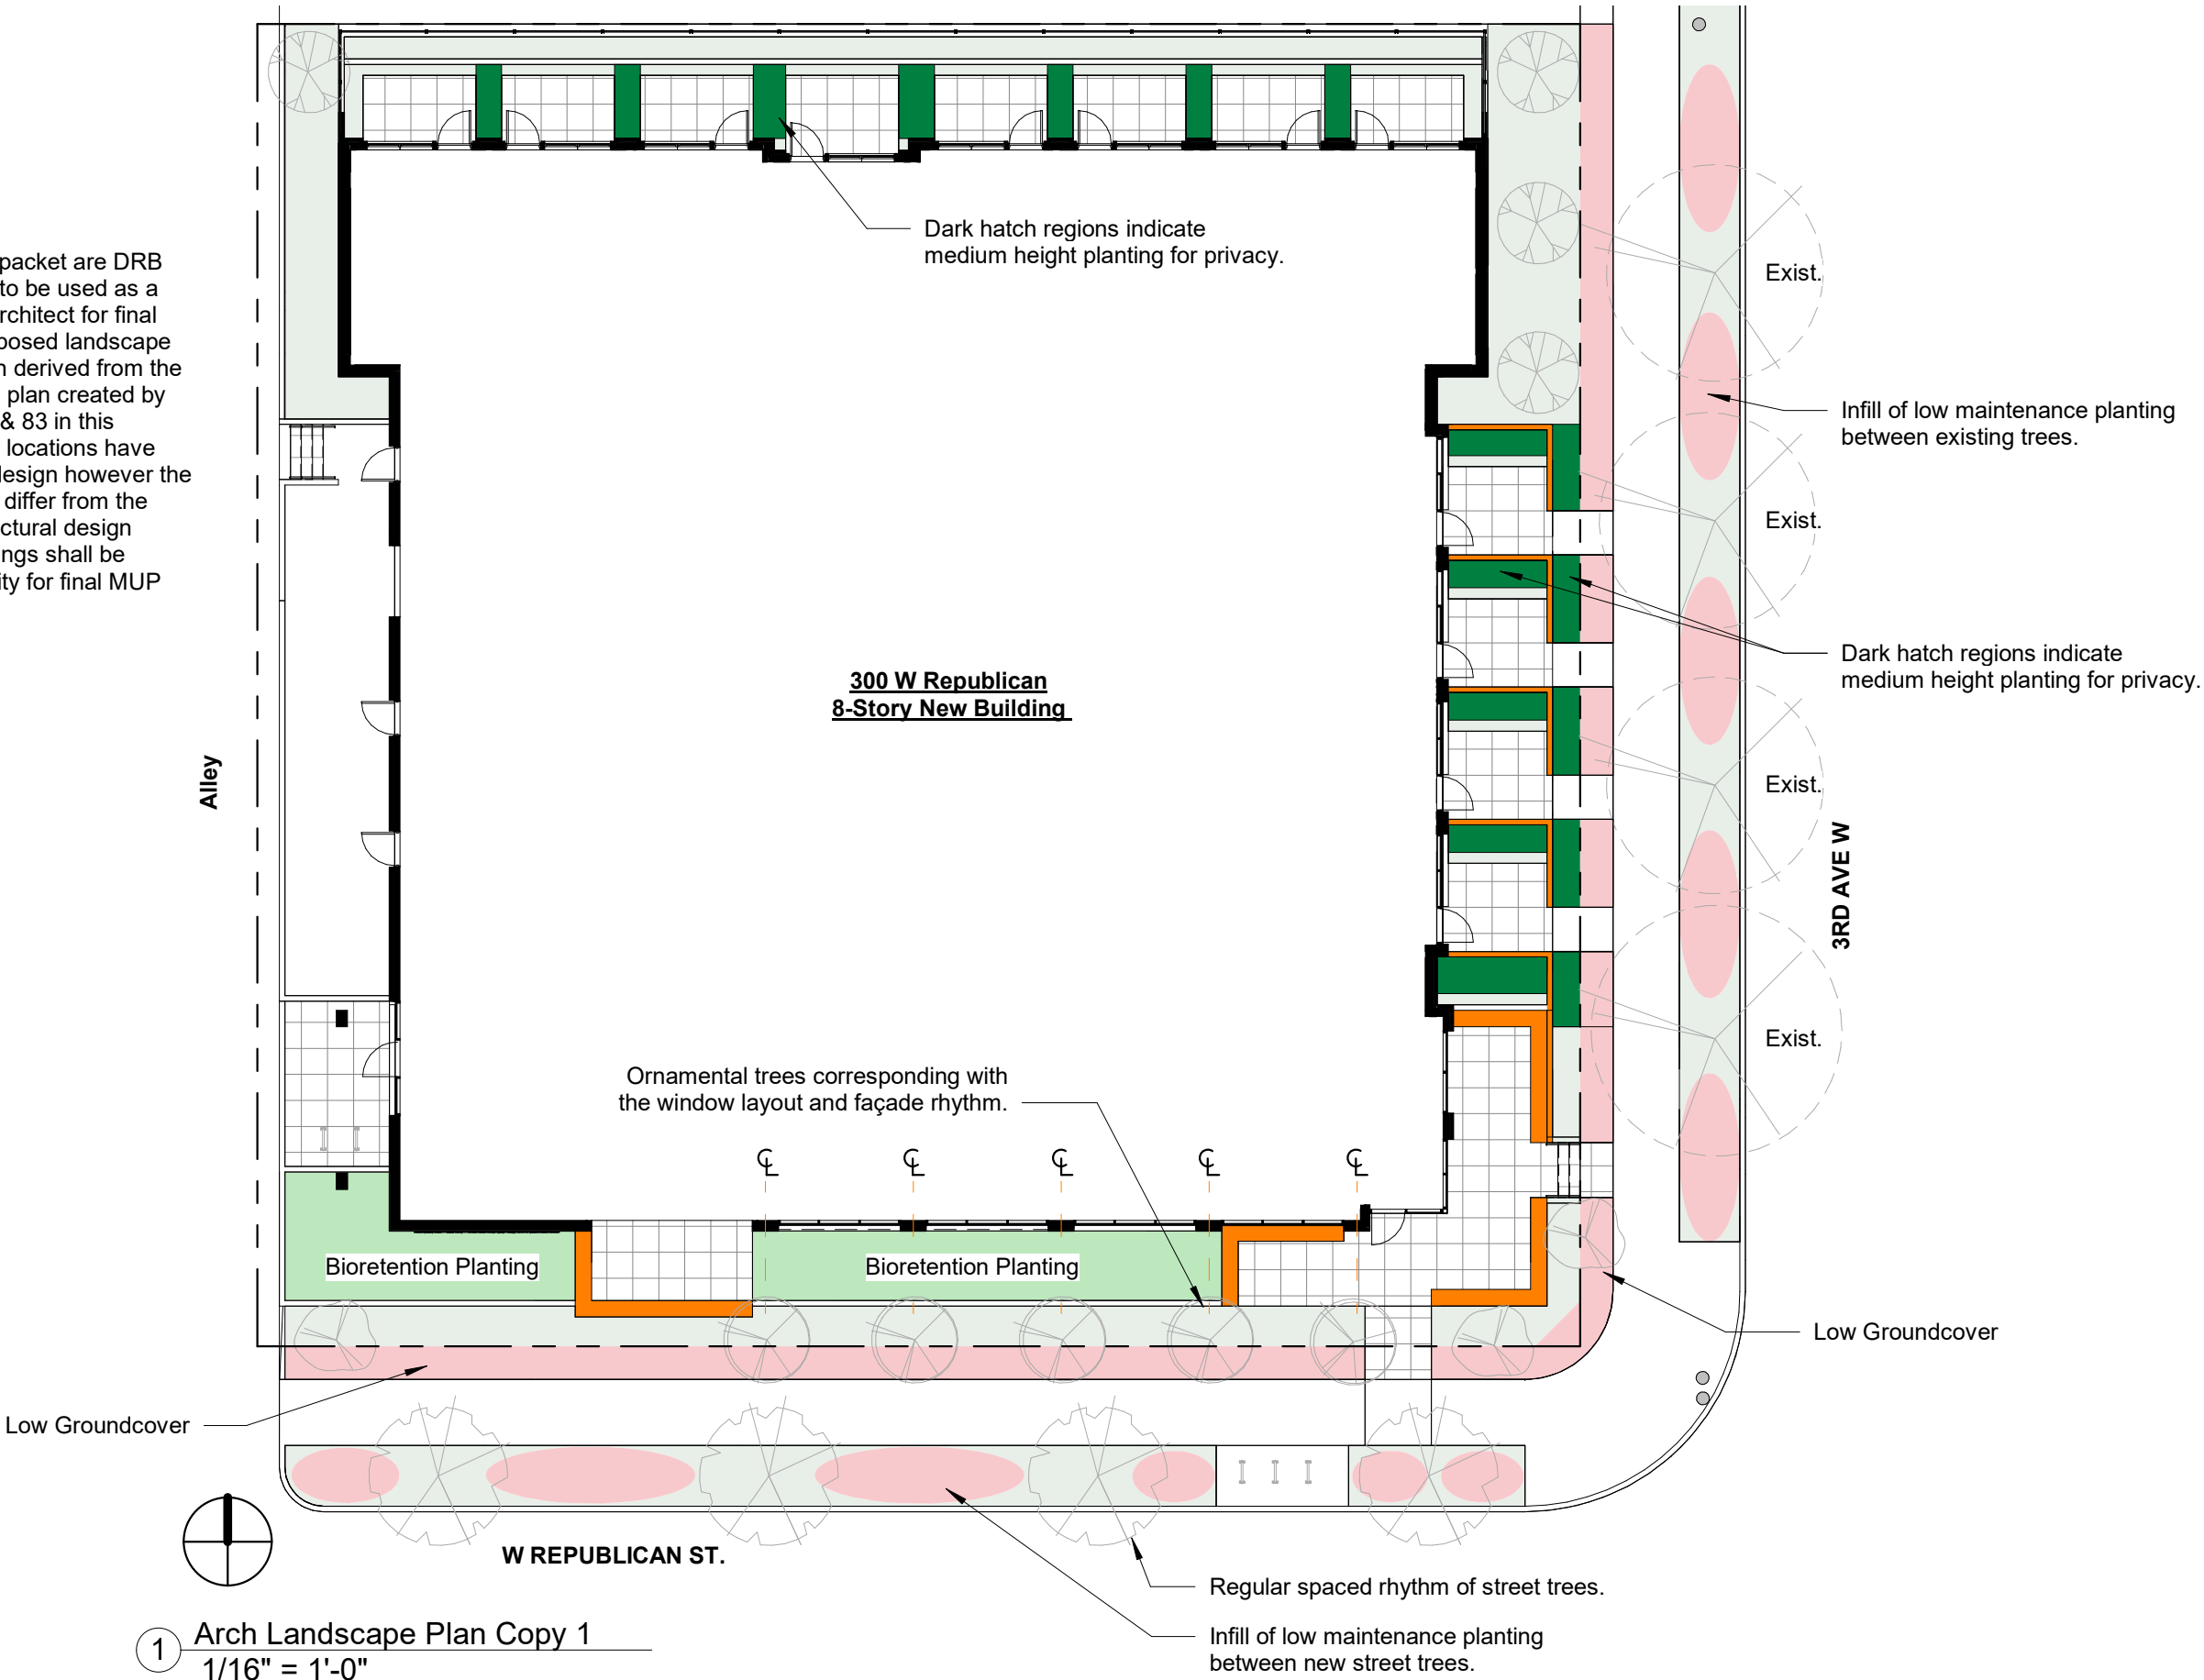 packet are DRB
to be used as a
rchitect for final
posed landscape
n derived from the
plan created by
& 83 in this
locations have
design however the
differ from the
ctural design
ings shall be
ity for final MUP
Dark hatch regions indicate
medium height planting for privacy.
Exist.
Infill of low maintenance planting
between existing trees.
Exist.
Dark hatch regions indicate
medium height planting for privacy.
300 W Republican
8-Story New Building
Alley
Exist.
3RD AVE W
Exist.
Ornamental trees corresponding with
the window layout and façade rhythm.
℄ ℄ ℄ ℄ ℄
Bioretention Planting
Bioretention Planting
Low Groundcover
Low Groundcover
W REPUBLICAN ST.
Regular spaced rhythm of street trees.
Infill of low maintenance planting
between new street trees.
1
Arch Landscape Plan Copy 1
1/16" = 1'-0"